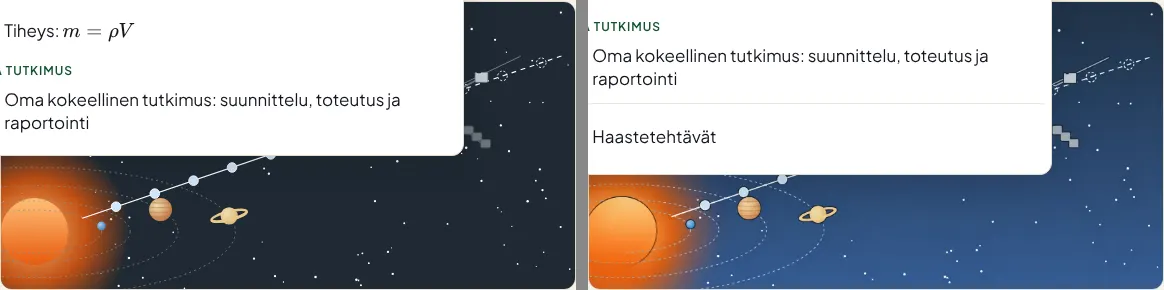 Tiheys: m = ρV
TUTKIMUS
Oma kokeellinen tutkimus: suunnittelu, toteutus ja
raportointi
TUTKIMUS
Oma kokeellinen tutkimus: suunnittelu, toteutus ja
raportointi
Haastetehtävät